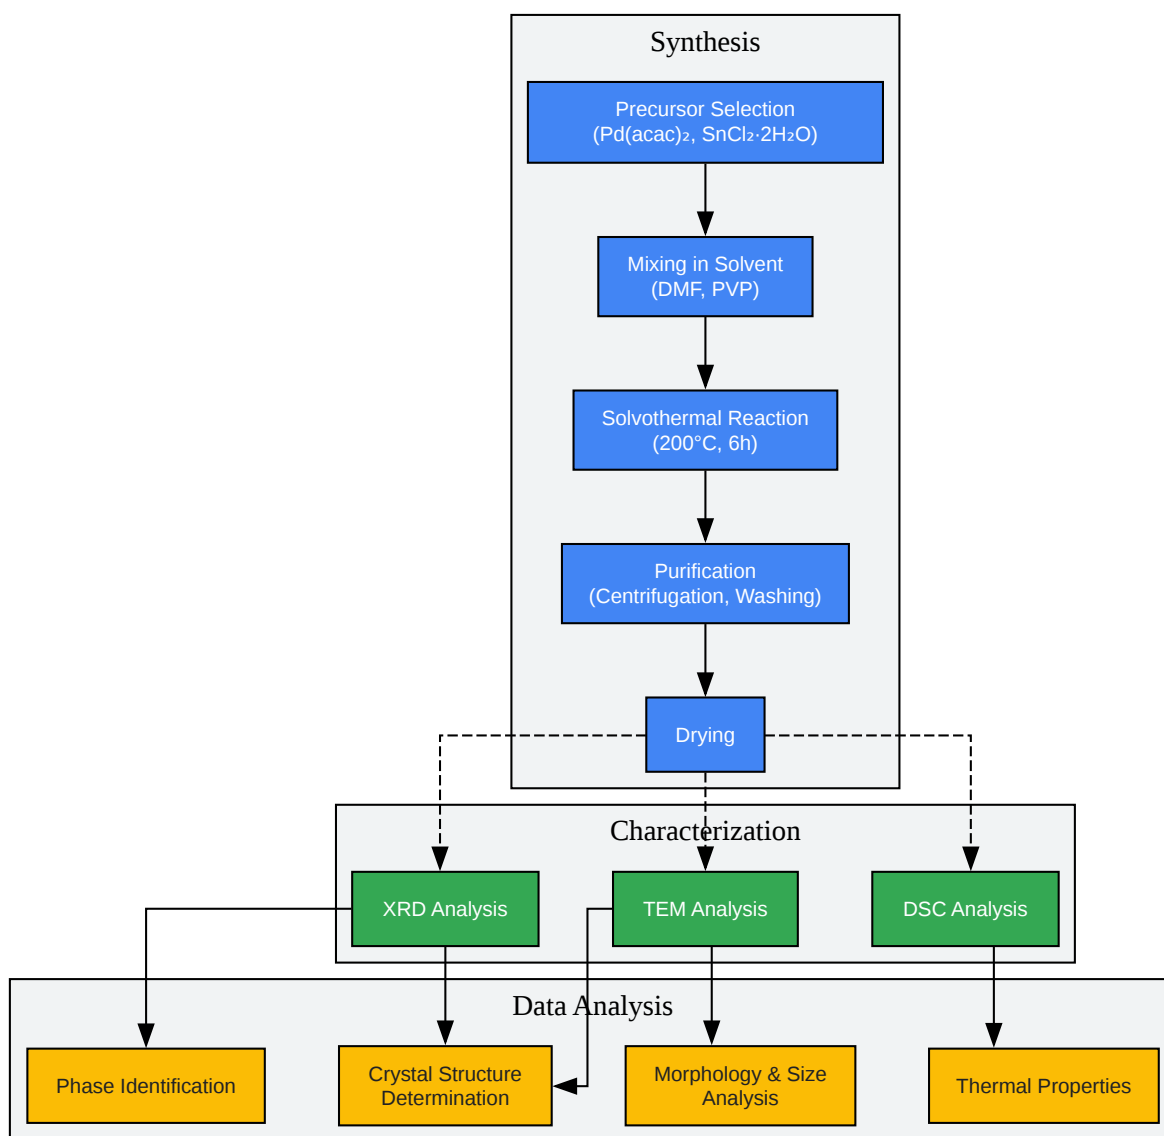 Synthesis
Precursor Selection
(Pd(acac)₂, SnCl₂·2H₂O)
Mixing in Solvent
(DMF, PVP)
Solvothermal Reaction
(200°C, 6h)
Purification
(Centrifugation, Washing)
Drying
Characterization
XRD Analysis
TEM Analysis
DSC Analysis
Data Analysis
Phase Identification
Crystal Structure
Determination
Morphology & Size
Analysis
Thermal Properties